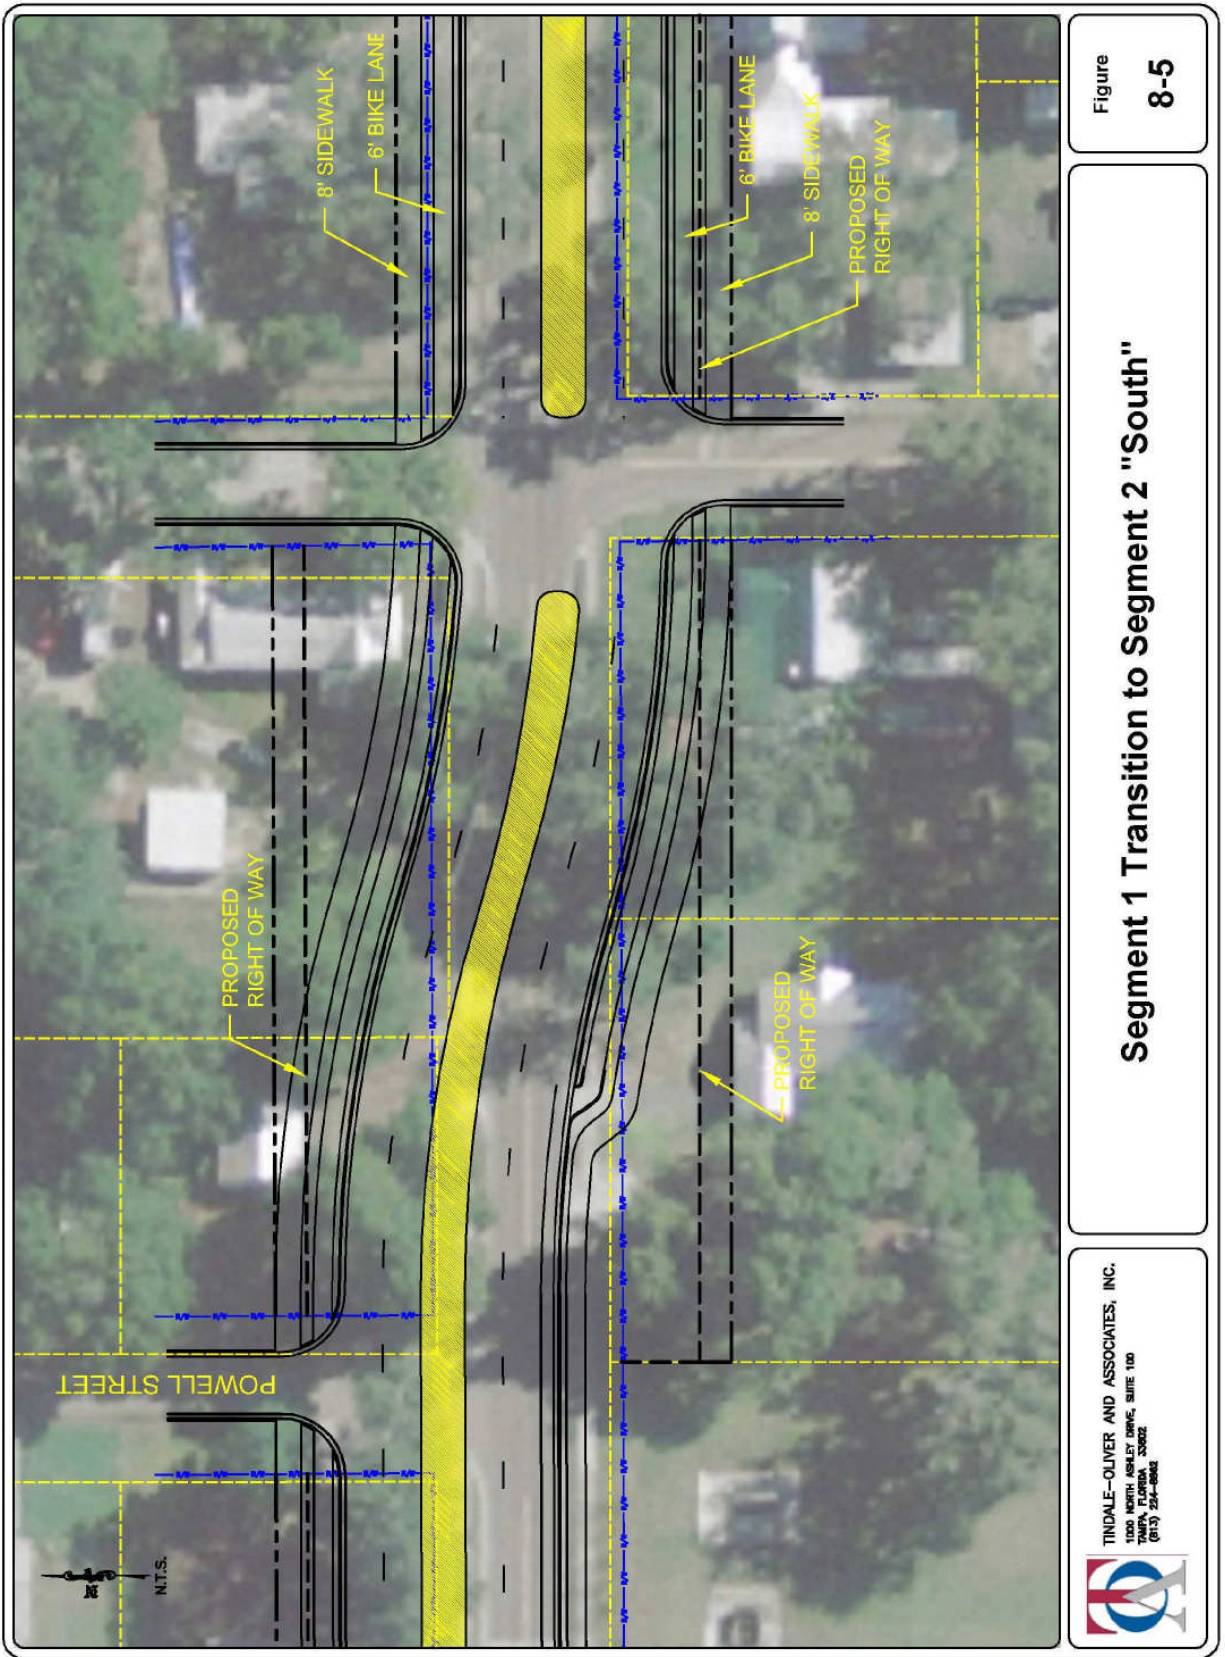 8' SIDEWALK
6' BIKE LANE
6' BIKE LANE
8' SIDEWALK
PROPOSED
RIGHT OF WAY
PROPOSED
RIGHT OF WAY
PROPOSED
RIGHT OF WAY
POWELL STREET
N.T.S.
TOA
TINDALE-OLIVER AND ASSOCIATES, INC.
1000 NORTH ASHLEY DRIVE, SUITE 100
TAMPA, FLORIDA 33602
Segment 1 Transition to Segment 2 "South"
Figure
8-5